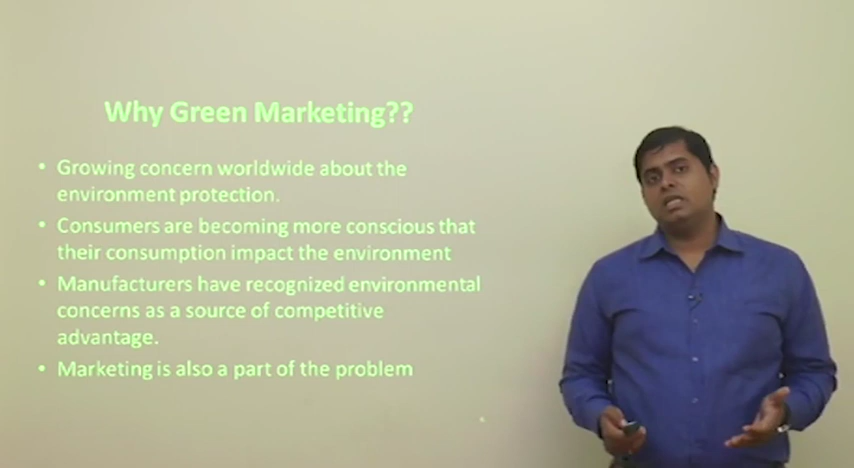 Why Green Marketing??
• Growing concern worldwide about the
environment protection.
• Consumers are becoming more conscious that
their consumption impact the environment
• Manufacturers have recognized environmental
concerns as a source of competitive
advantage.
• Marketing is also a part of the problem